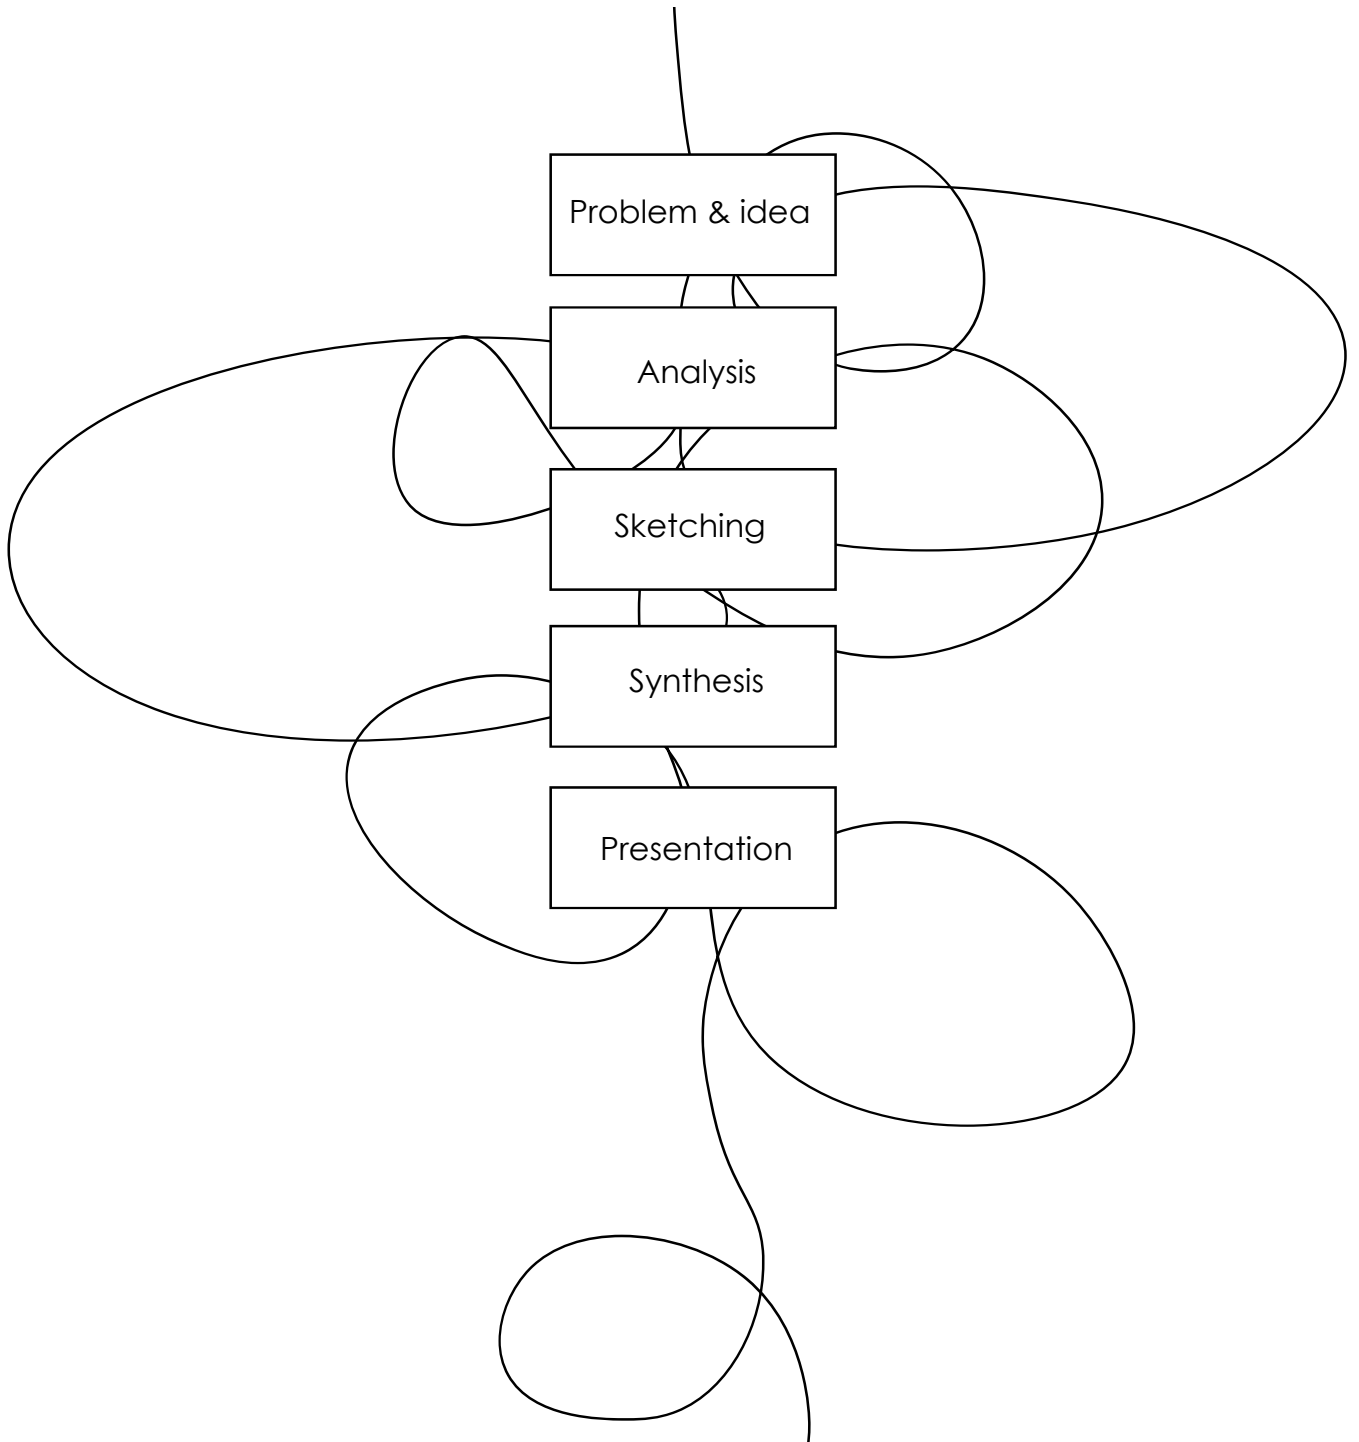 Problem & idea
Analysis
Sketching
Synthesis
Presentation